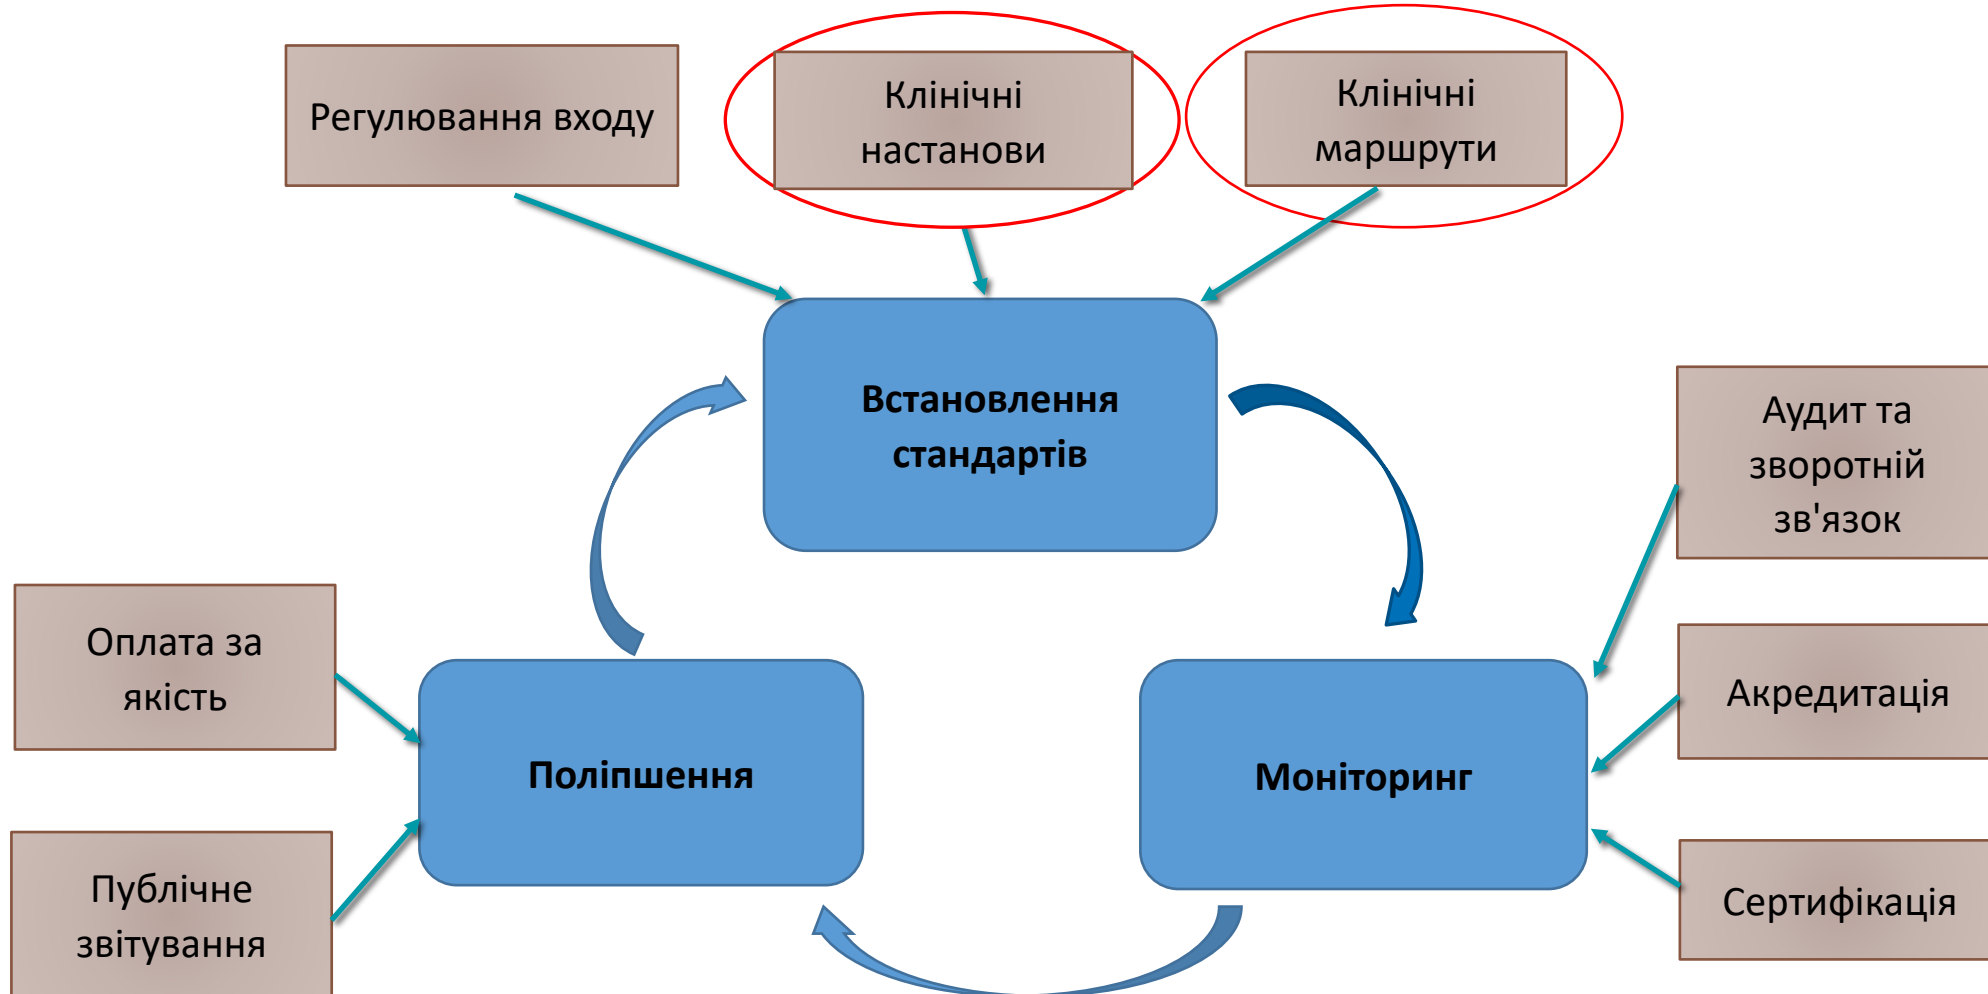 Регулювання входу
Клінічні
настанови
Клінічні
маршрути
Встановлення
стандартів
Аудит та
зворотній
зв'язок
Оплата за
якість
Акредитація
Поліпшення
Моніторинг
Публічне
звітування
Сертифікація